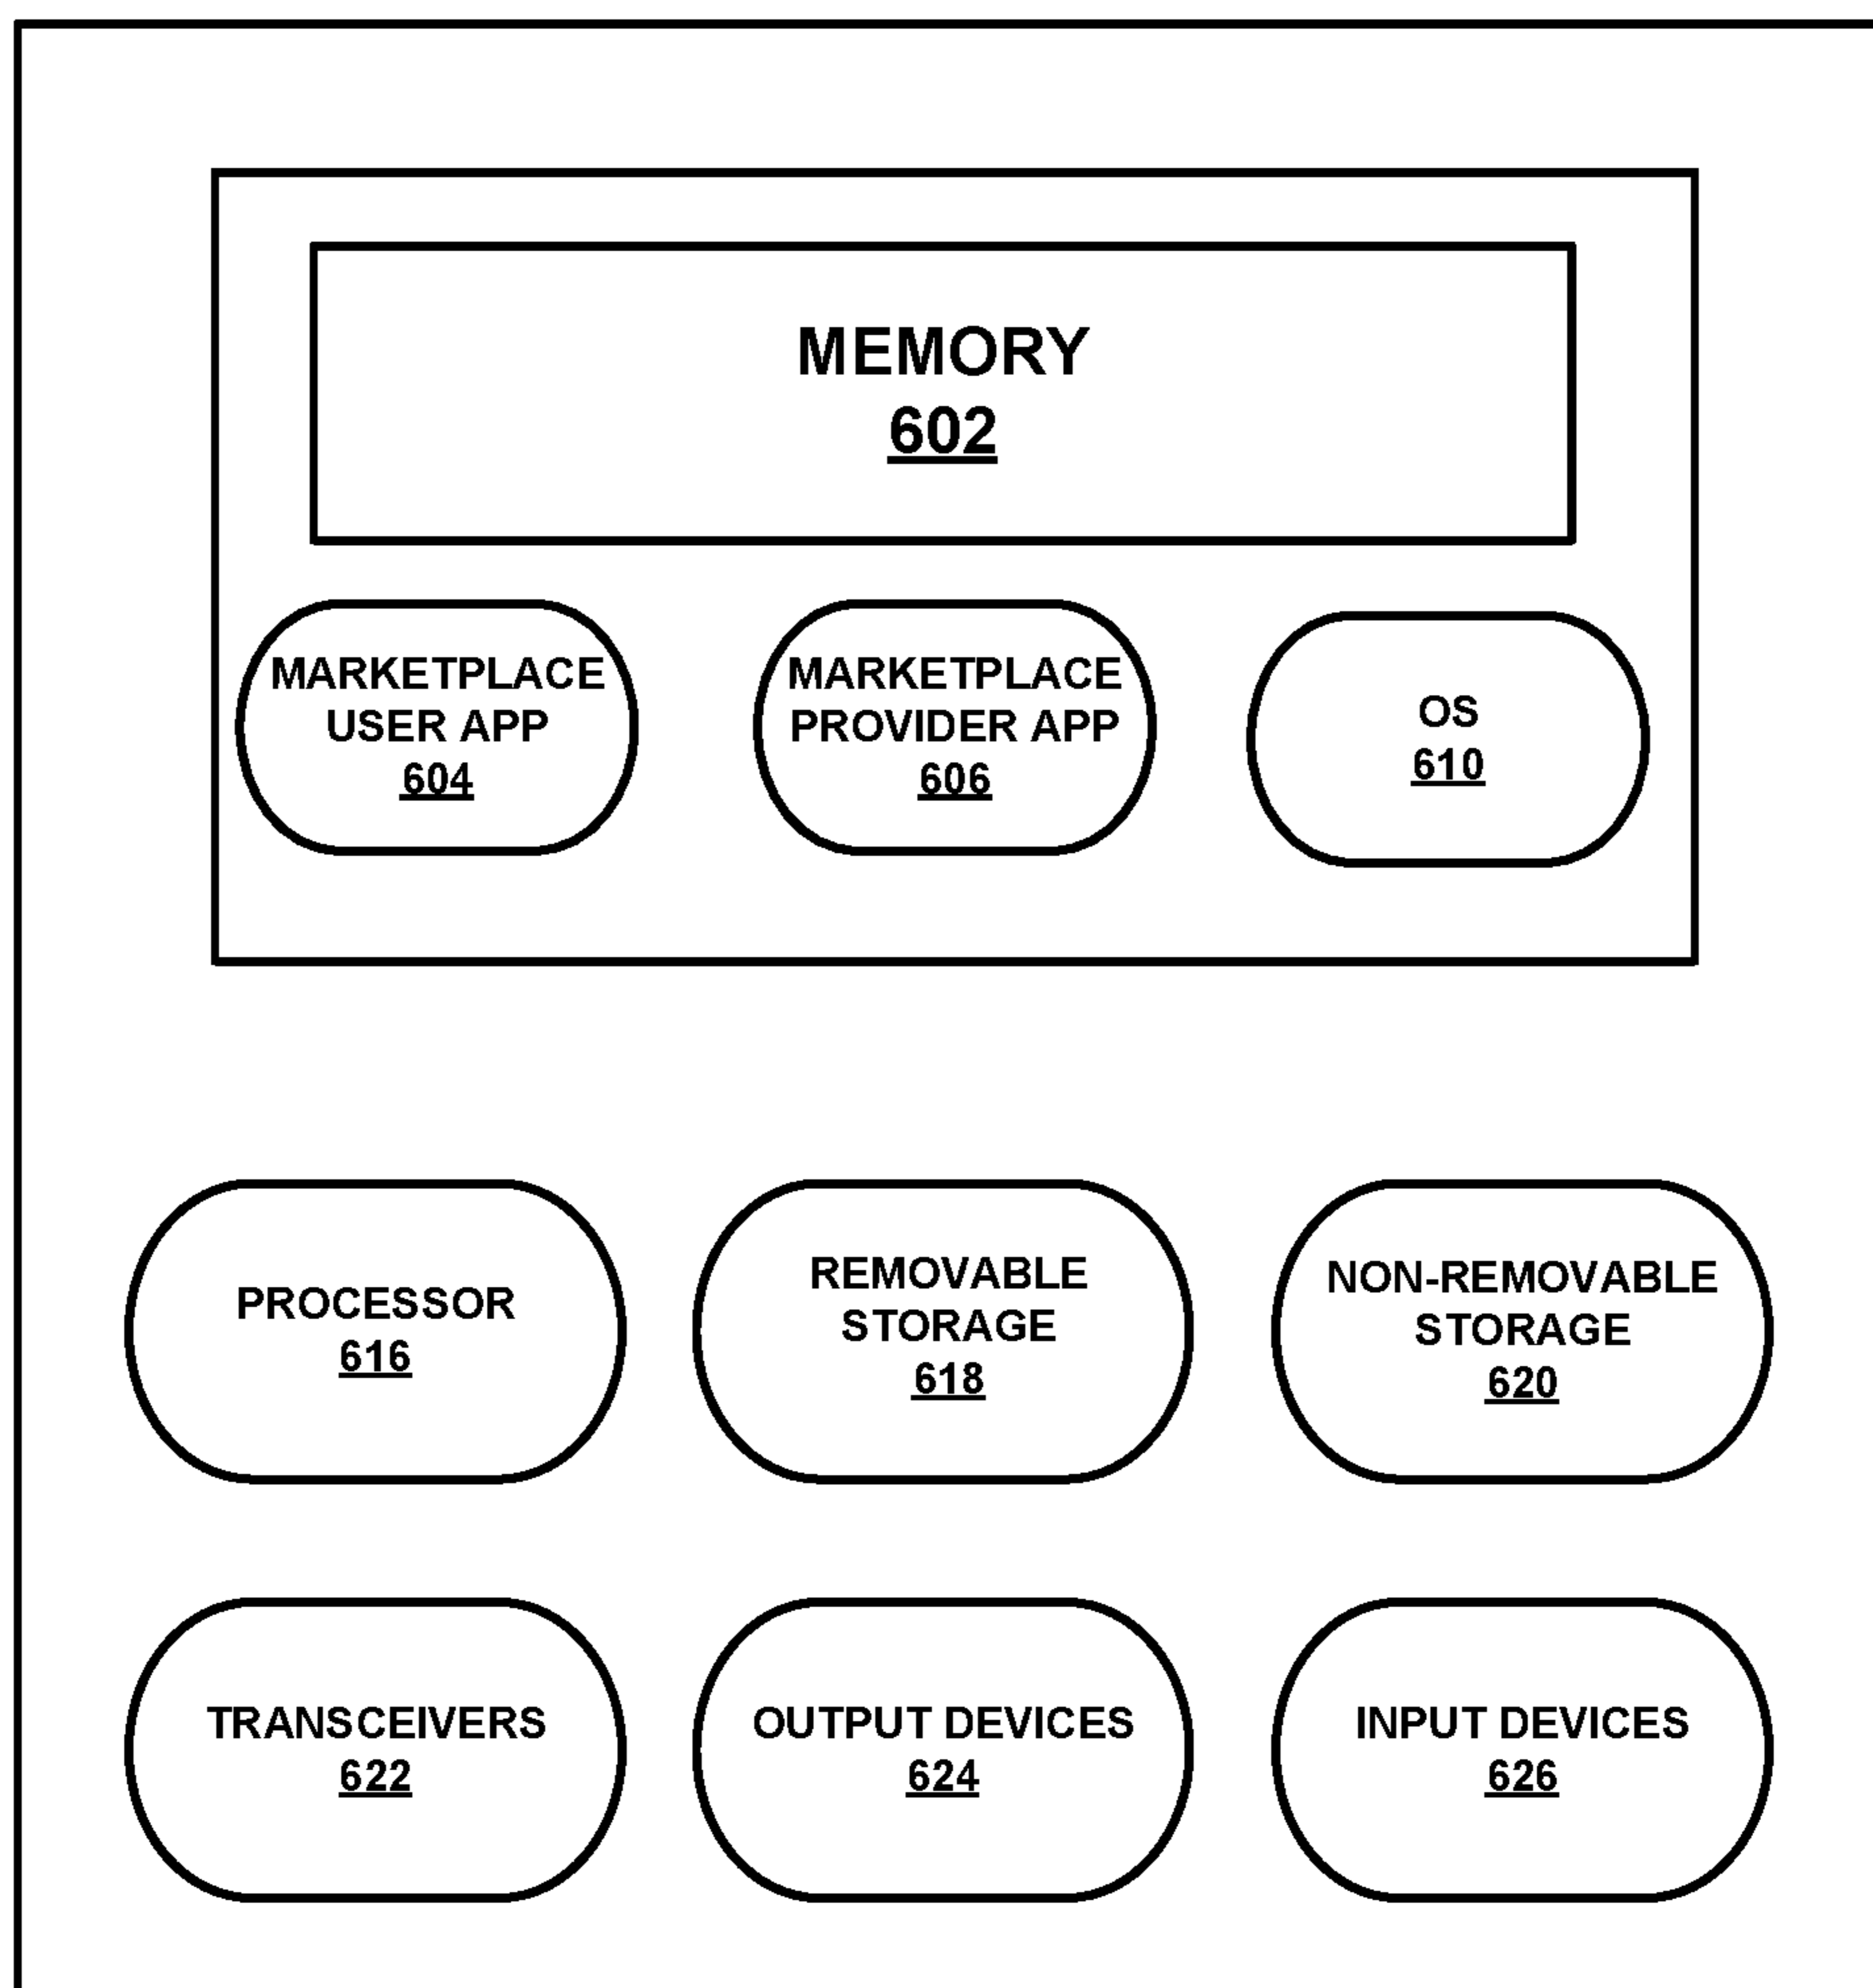 MEMORY
602
MARKETPLACE
USER APP
604
MARKETPLACE
PROVIDER APP
606
OS
610
PROCESSOR
616
REMOVABLE
STORAGE
618
NON-REMOVABLE
STORAGE
620
TRANSCEIVERS
622
OUTPUT DEVICES
624
INPUT DEVICES
626